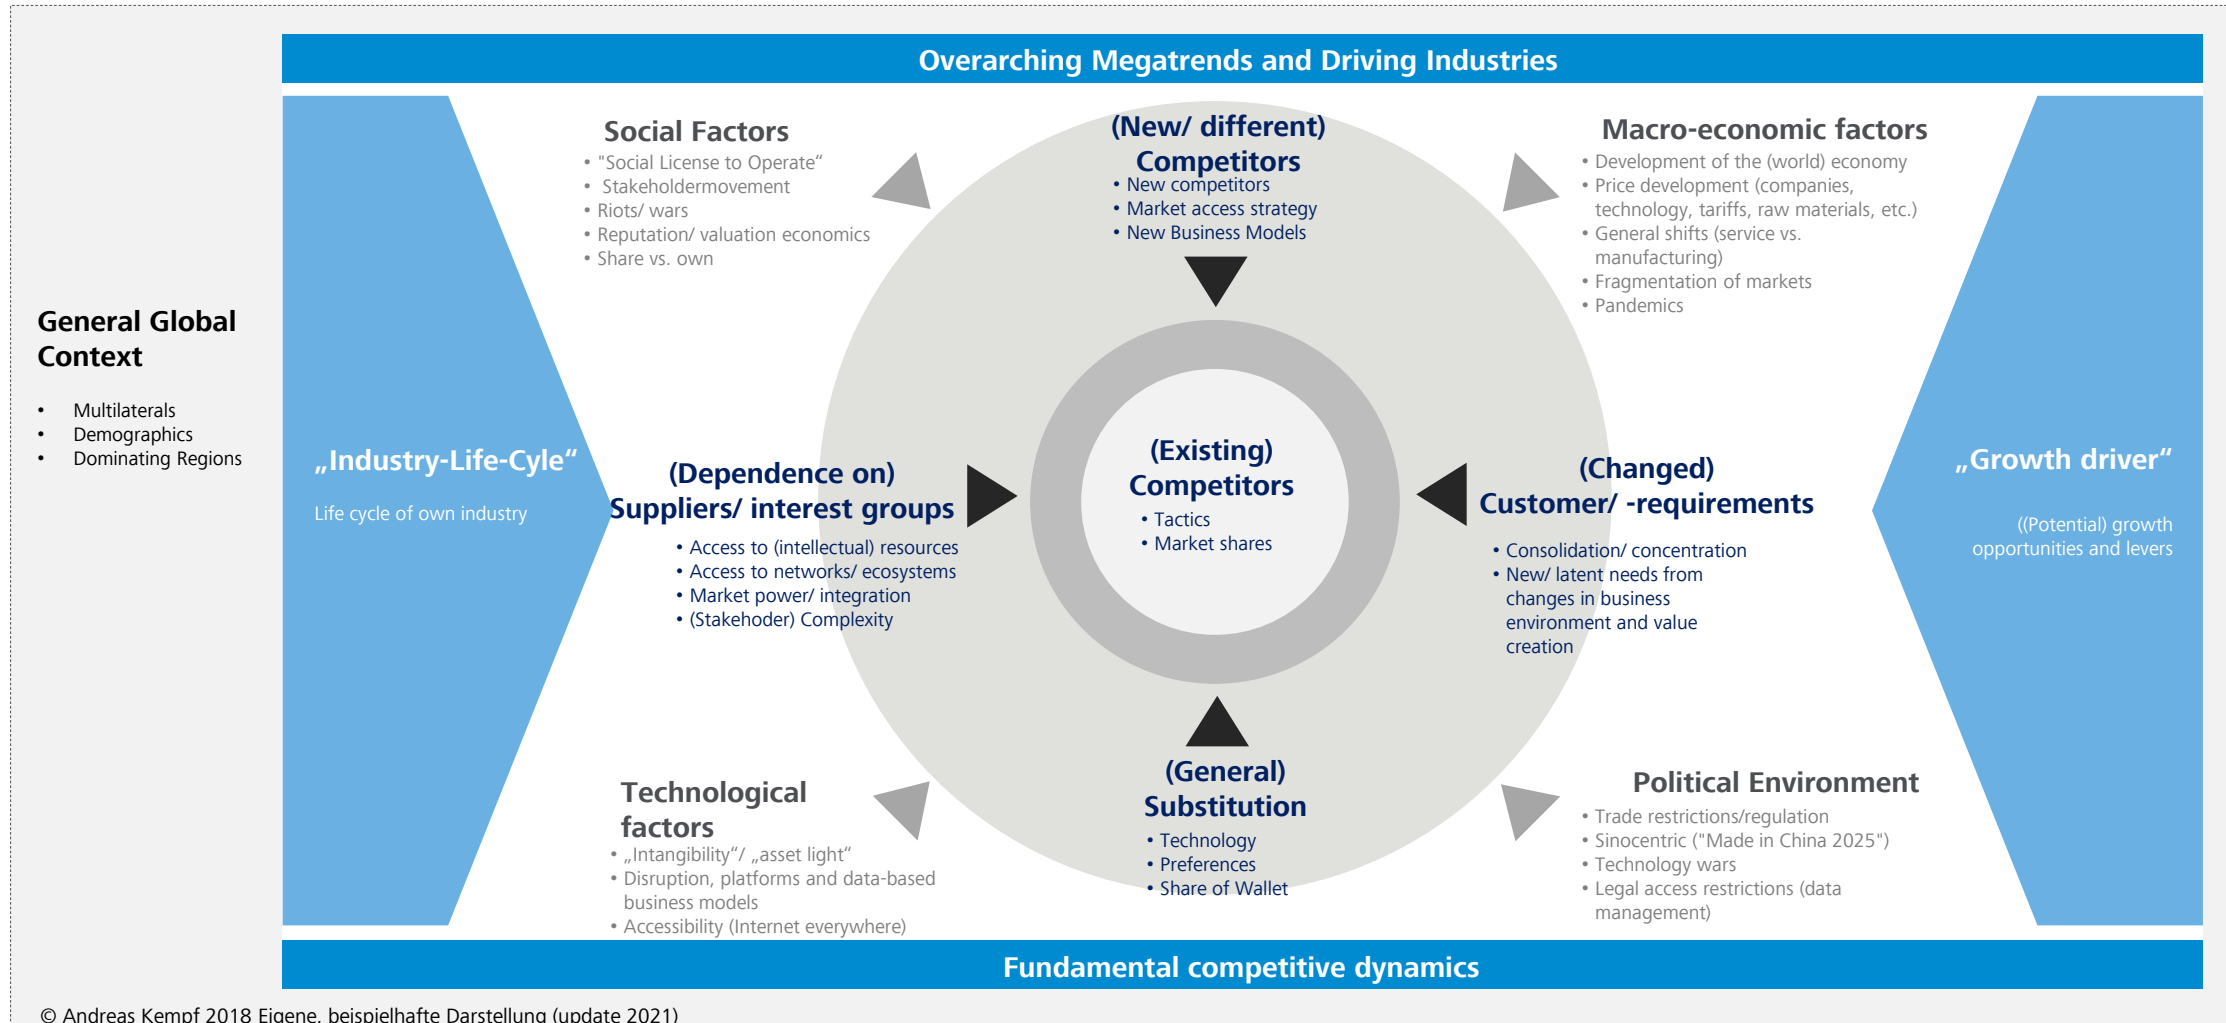 Overarching Megatrends and Driving Industries
General Global
Context
• Multilaterals
• Demographics
• Dominating Regions
„Industry-Life-Cyle“
Life cycle of own industry
Social Factors
• "Social License to Operate“
• Stakeholdermovement
• Riots/ wars
• Reputation/ valuation economics
• Share vs. own
(New/ different)
Competitors
• New competitors
• Market access strategy
• New Business Models
Macro-economic factors
• Development of the (world) economy
• Price development (companies,
technology, tariffs, raw materials, etc.)
• General shifts (service vs.
manufacturing)
• Fragmentation of markets
• Pandemics
(Dependence on)
Suppliers/ interest groups
• Access to (intellectual) resources
• Access to networks/ ecosystems
• Market power/ integration
• (Stakehoder) Complexity
(Existing)
Competitors
• Tactics
• Market shares
(Changed)
Customer/ -requirements
• Consolidation/ concentration
• New/ latent needs from
changes in business
environment and value
creation
„Growth driver“
((Potential) growth
opportunities and levers
Technological
factors
• „Intangibility“/ „asset light“
• Disruption, platforms and data-based
business models
• Accessibility (Internet everywhere)
(General)
Substitution
• Technology
• Preferences
• Share of Wallet
Political Environment
• Trade restrictions/regulation
• Sinocentric ("Made in China 2025")
• Technology wars
• Legal access restrictions (data
management)
Fundamental competitive dynamics
© Andreas Kempf 2018 Eigene, beispielhafte Darstellung (update 2021)